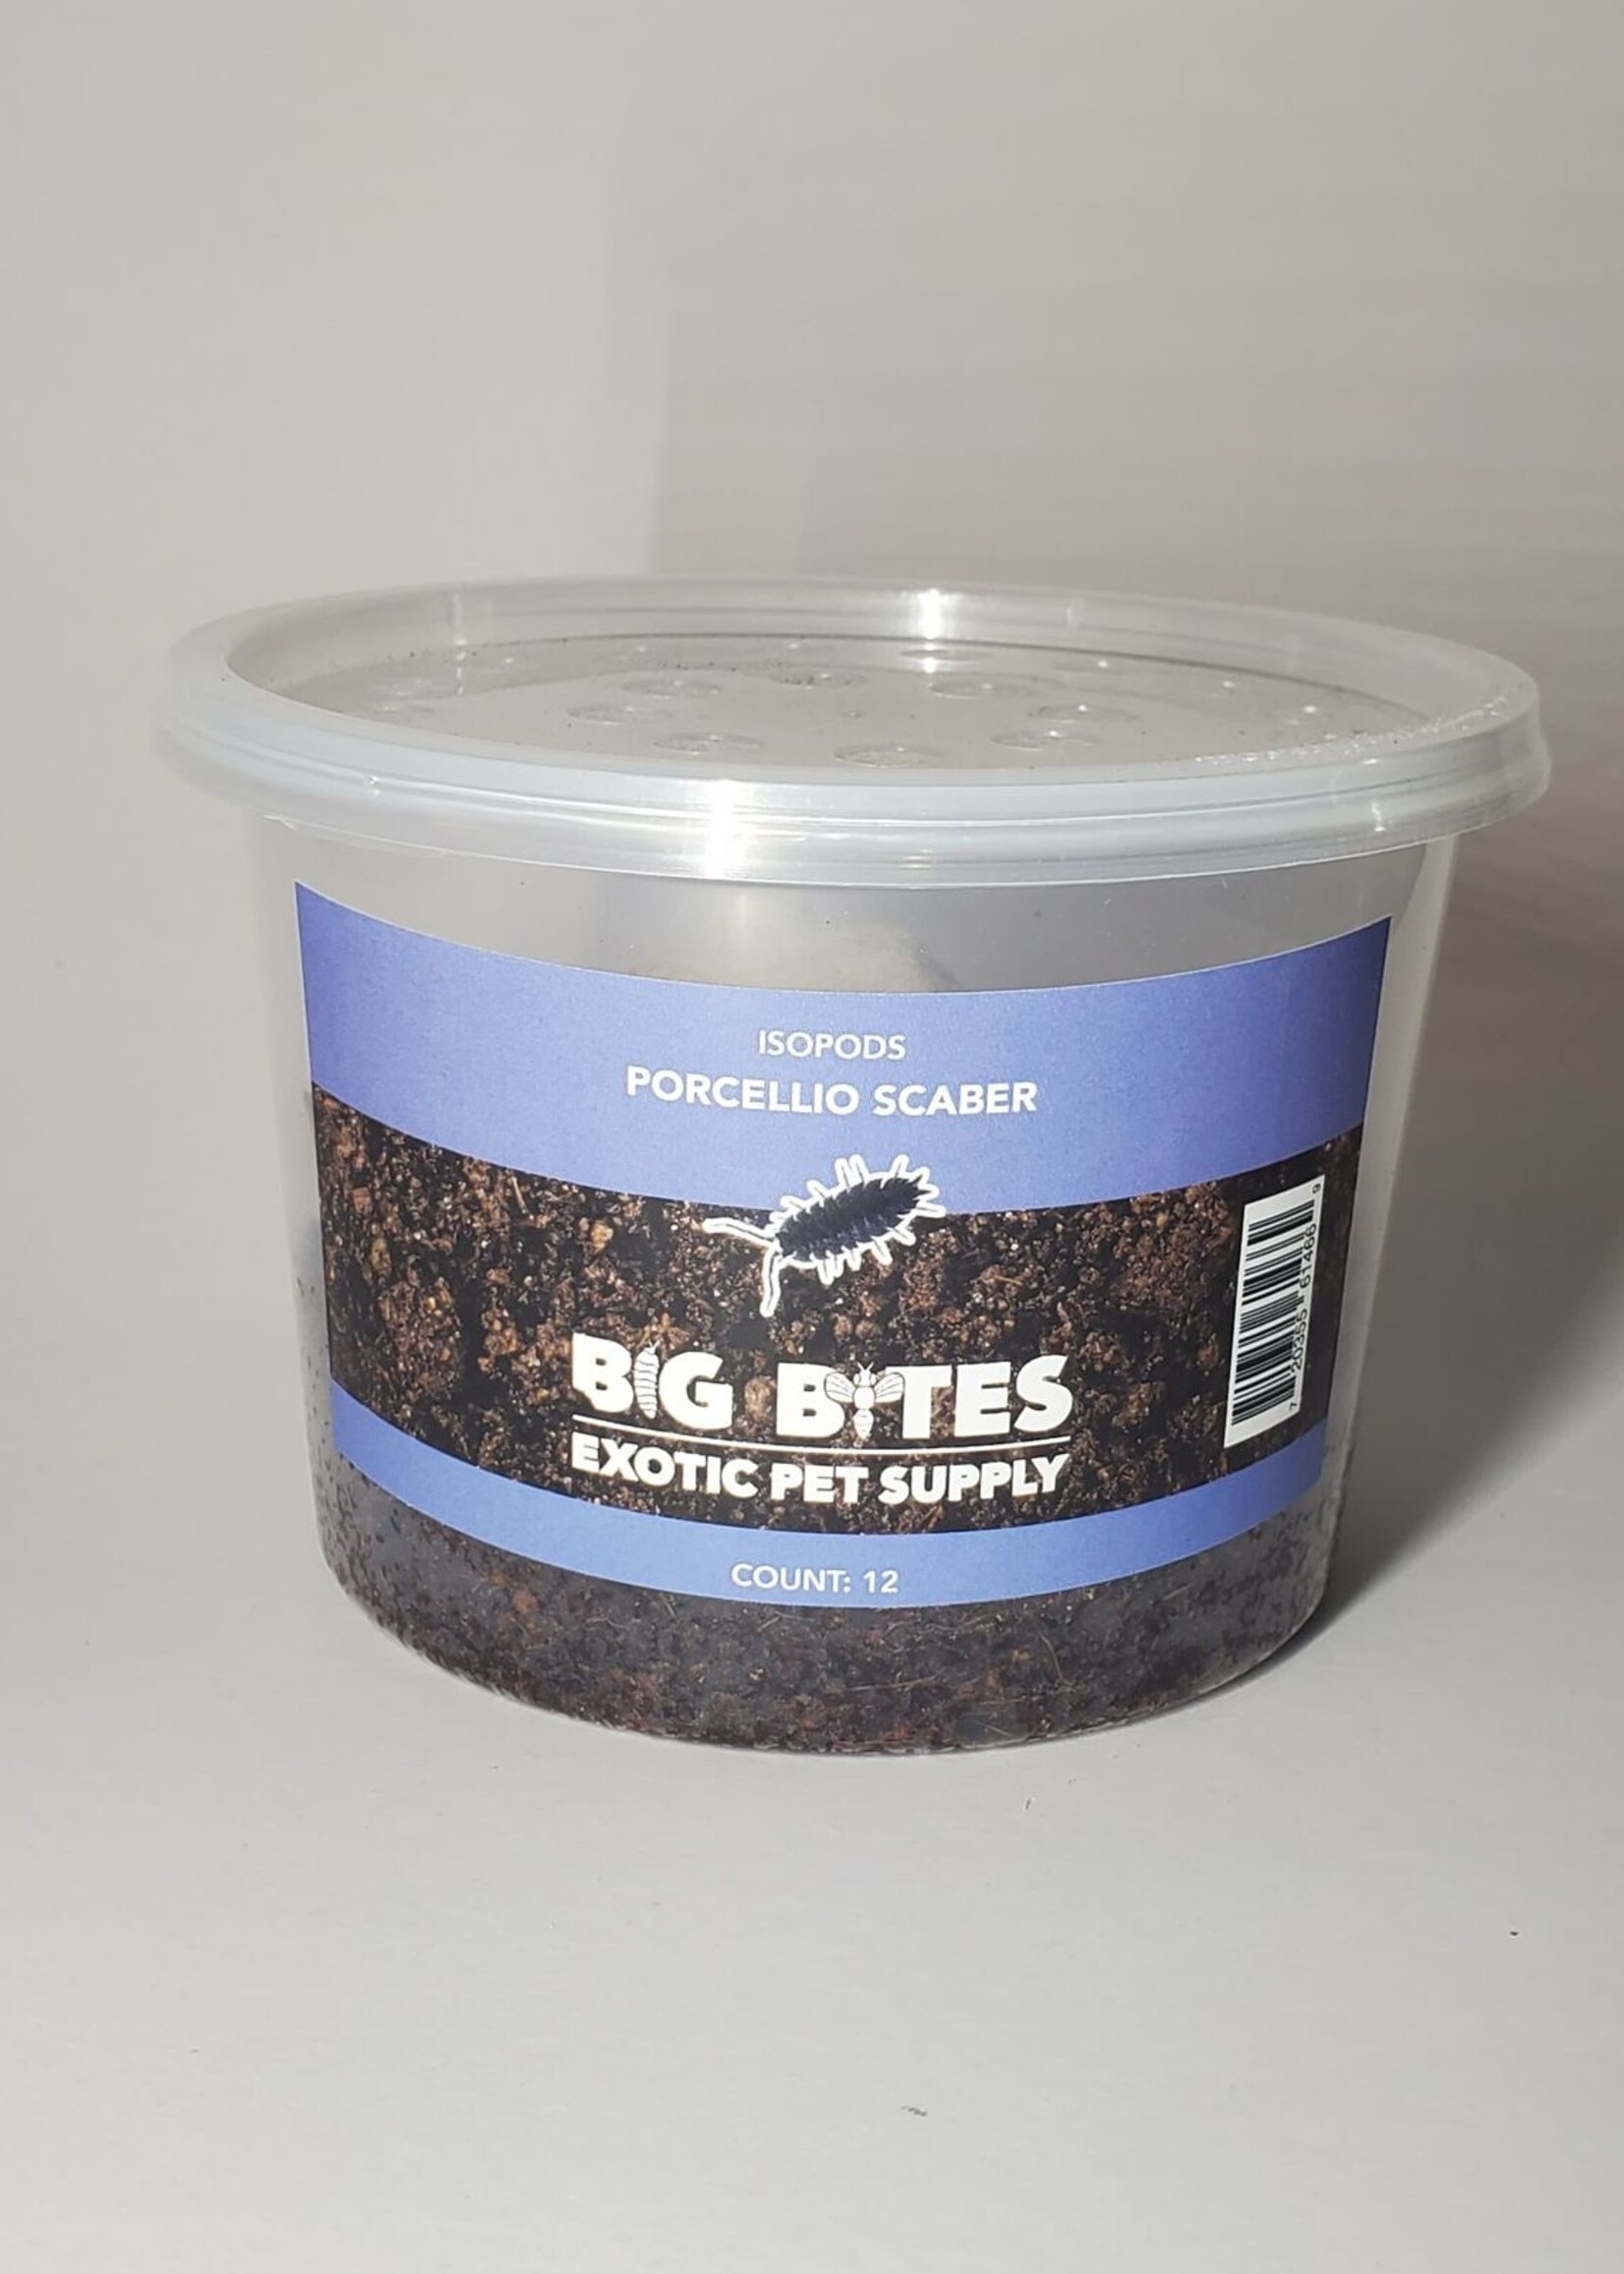 ISOPODS
PORCELLIO SCABER
BIG BITES
EXOTIC PET SUPPLY
COUNT: 12